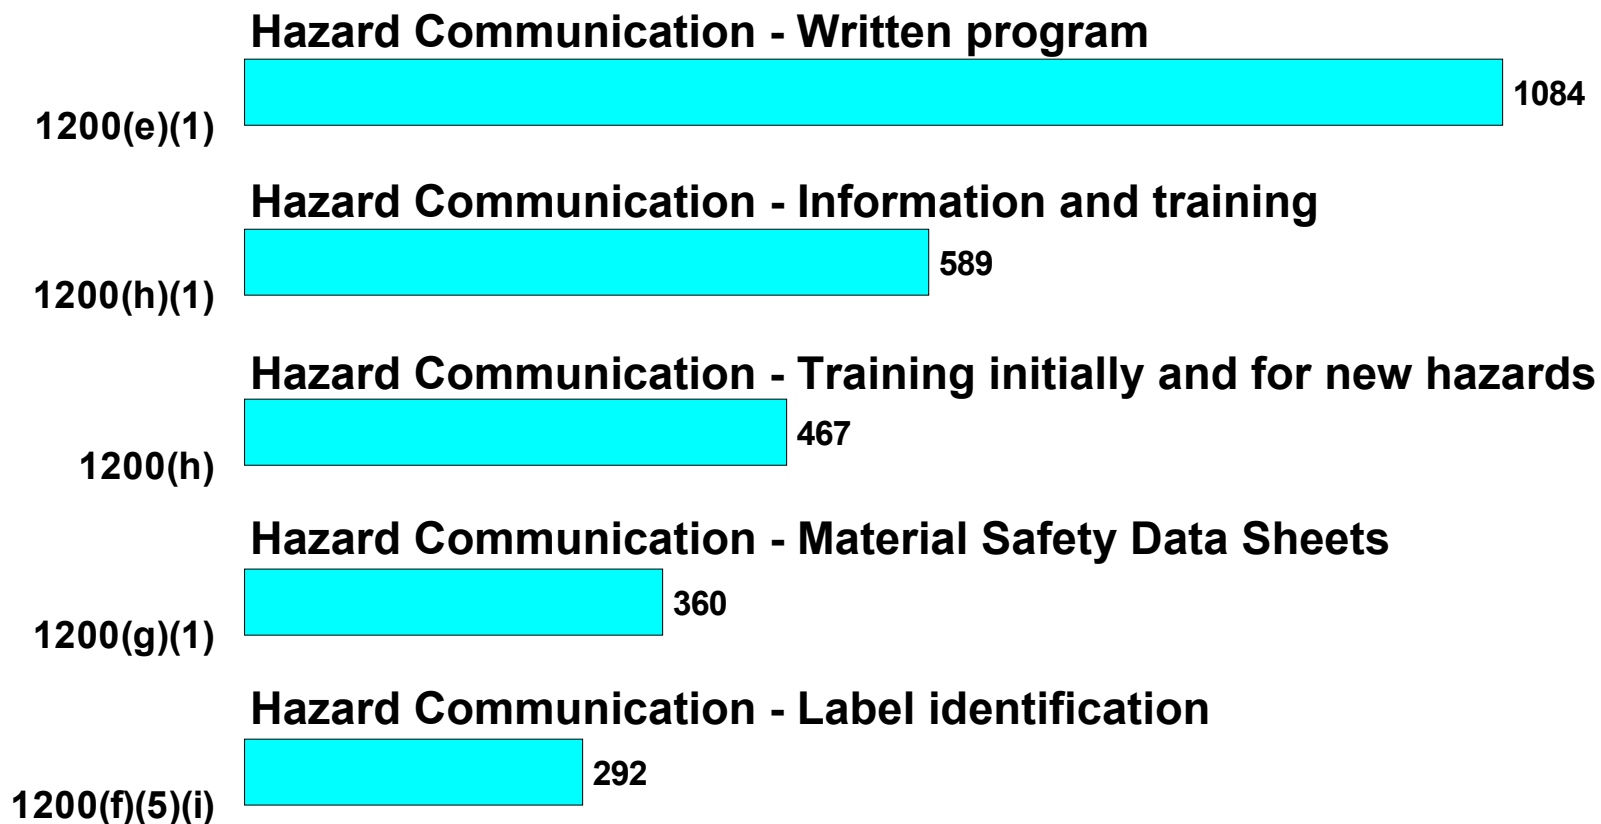 Hazard Communication - Written program
1084
1200(e)(1)
Hazard Communication - Information and training
589
1200(h)(1)
Hazard Communication - Training initially and for new hazards
467
1200(h)
Hazard Communication - Material Safety Data Sheets
360
1200(g)(1)
Hazard Communication - Label identification
292
1200(f)(5)(i)